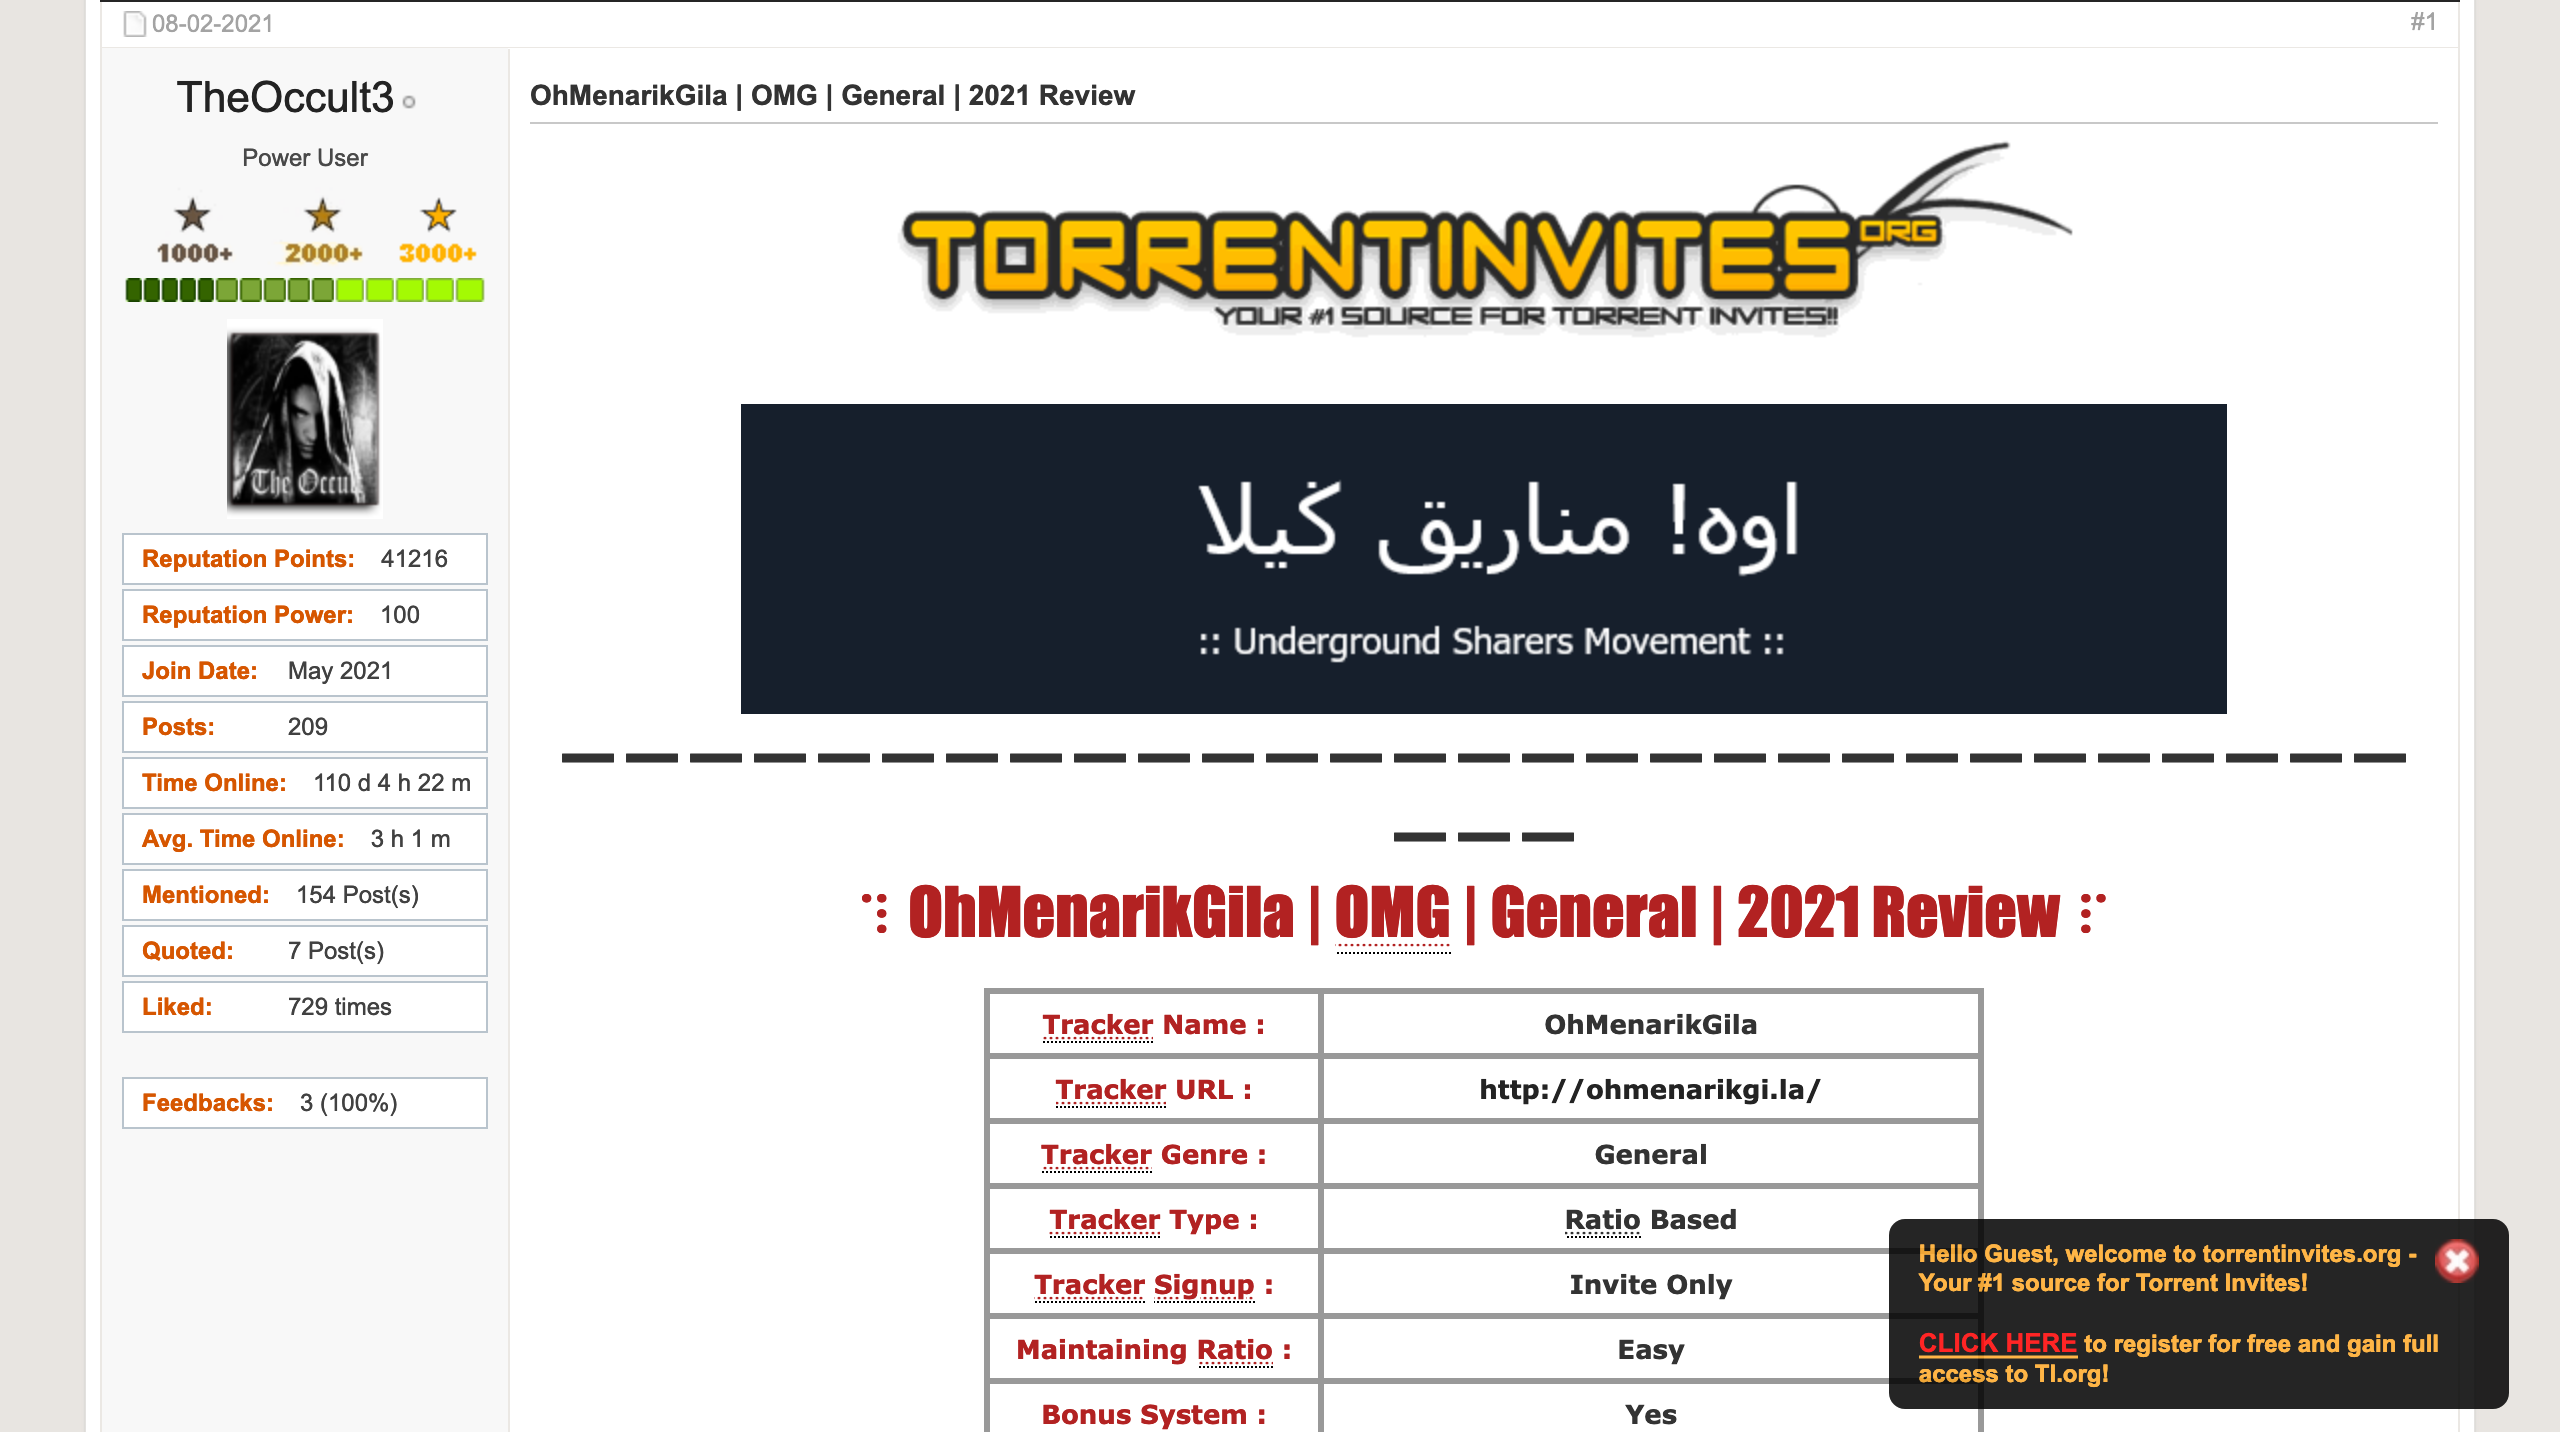 08-02-2021
#1
TheOccult3
Power User
1000+ 2000+ 3000+
The Occult
Reputation Points: 41216
Reputation Power: 100
Join Date: May 2021
Posts: 209
Time Online: 110 d 4 h 22 m
Avg. Time Online: 3 h 1 m
Mentioned: 154 Post(s)
Quoted: 7 Post(s)
Liked: 729 times
Feedbacks: 3 (100%)
OhMenarikGila | OMG | General | 2021 Review
TORRENTINVITES.ORG
YOUR #1 SOURCE FOR TORRENT INVITES!!
اوه! مناريق ݢيلا
:: Underground Sharers Movement ::
OhMenarikGila | OMG | General | 2021 Review
Tracker Name : OhMenarikGila
Tracker URL : http://ohmenarikgi.la/
Tracker Genre : General
Tracker Type : Ratio Based
Tracker Signup : Invite Only
Maintaining Ratio : Easy
Bonus System : Yes
Hello Guest, welcome to torrentinvites.org -
Your #1 source for Torrent Invites!
CLICK HERE to register for free and gain full
access to TI.org!